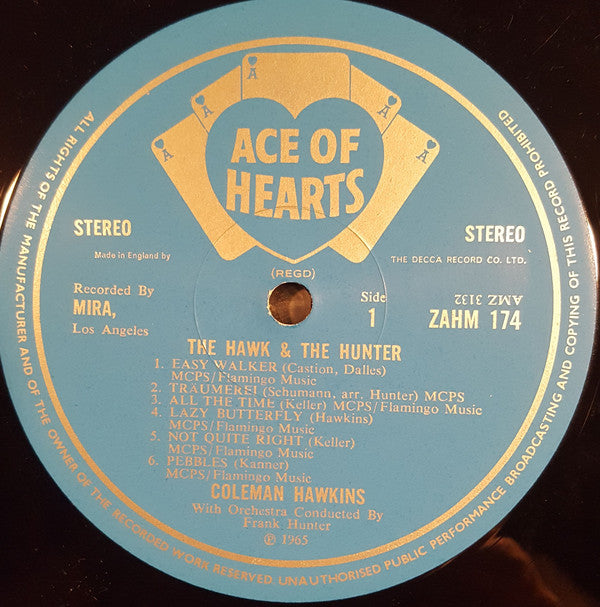 A
A
A
A
A
ACE OF
HEARTS
(REGD)
STEREO
STEREO
Made in England by
THE DECCA RECORD CO. LTD.
Recorded By
MIRA,
Los Angeles
Side
1
AMZ 3132
ZAHM 174
THE HAWK & THE HUNTER
1. EASY WALKER (Castion, Dalles)
MCPS/Flamingo Music
2. TRAUMEREI (Schumann, arr. Hunter) MCPS
3. ALL THE TIME (Keller) MCPS/Flamingo Music
4. LAZY BUTTERFLY (Hawkins)
MCPS/Flamingo Music
5. NOT QUITE RIGHT (Keller)
MCPS/Flamingo Music
6. PEBBLES (Kanner)
MCPS/Flamingo Music
COLEMAN HAWKINS
With Orchestra Conducted By
Frank Hunter
℗ 1965
ALL RIGHTS OF THE MANUFACTURER AND OF THE OWNER OF THE RECORDED WORK RESERVED. UNAUTHORISED PUBLIC PERFORMANCE BROADCASTING AND COPYING OF THIS RECORD PROHIBITED